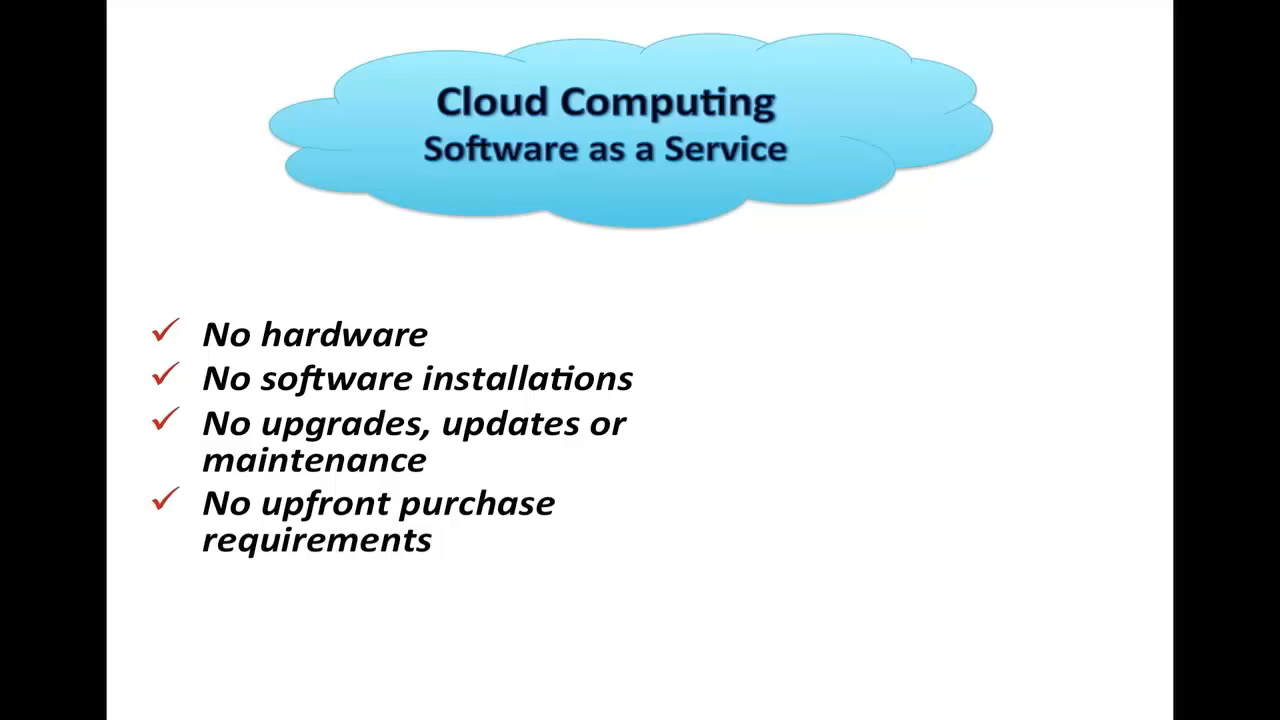 Cloud Computing
Software as a Service
No hardware
No software installations
No upgrades, updates or
maintenance
No upfront purchase
requirements